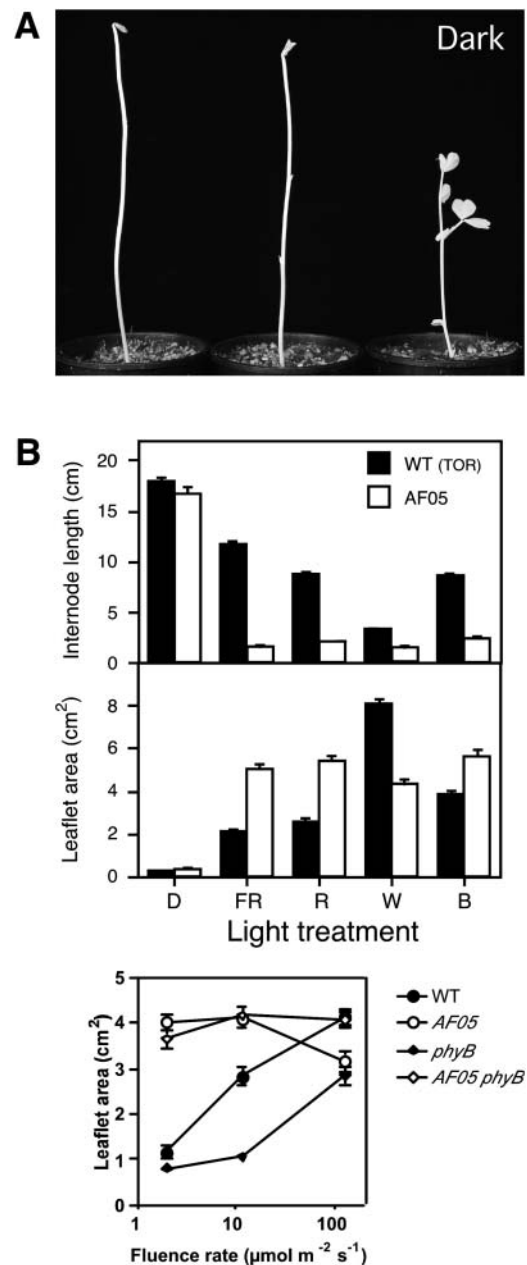 A
Dark
B
WT (TOR)
AF05
Internode length (cm)
20
15
10
5
0
Leaflet area (cm2)
8
6
4
2
0
D FR R W B
Light treatment
Leaflet area (cm2)
5
4
3
2
1
0
1 10 100
Fluence rate (μmol m -2 s-1)
WT
AF05
phyB
AF05 phyB